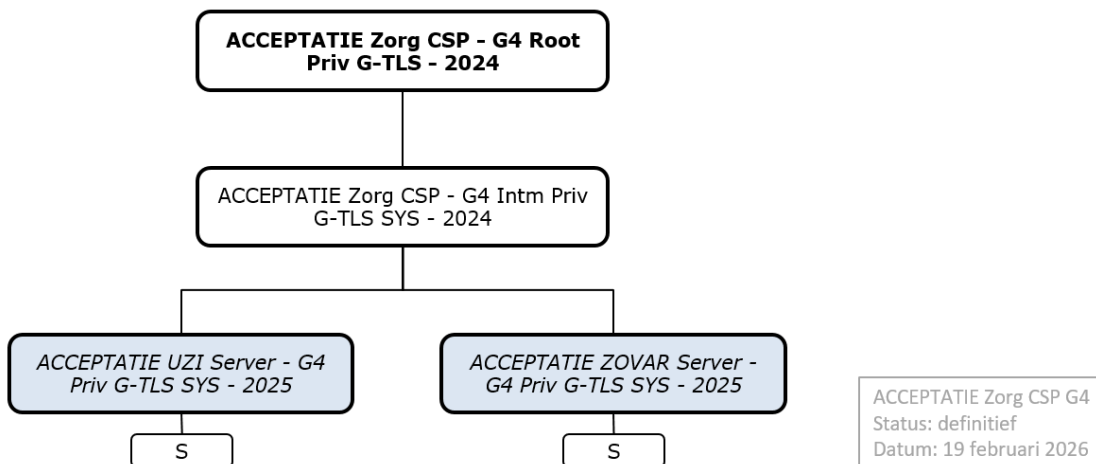 ACCEPTATIE Zorg CSP - G4 Root
Priv G-TLS - 2024
ACCEPTATIE Zorg CSP - G4 Intm Priv
G-TLS SYS - 2024
ACCEPTATIE UZI Server - G4
Priv G-TLS SYS - 2025
ACCEPTATIE ZOVAR Server -
G4 Priv G-TLS SYS - 2025
S
S
ACCEPTATIE Zorg CSP G4
Status: definitief
Datum: 19 februari 2026